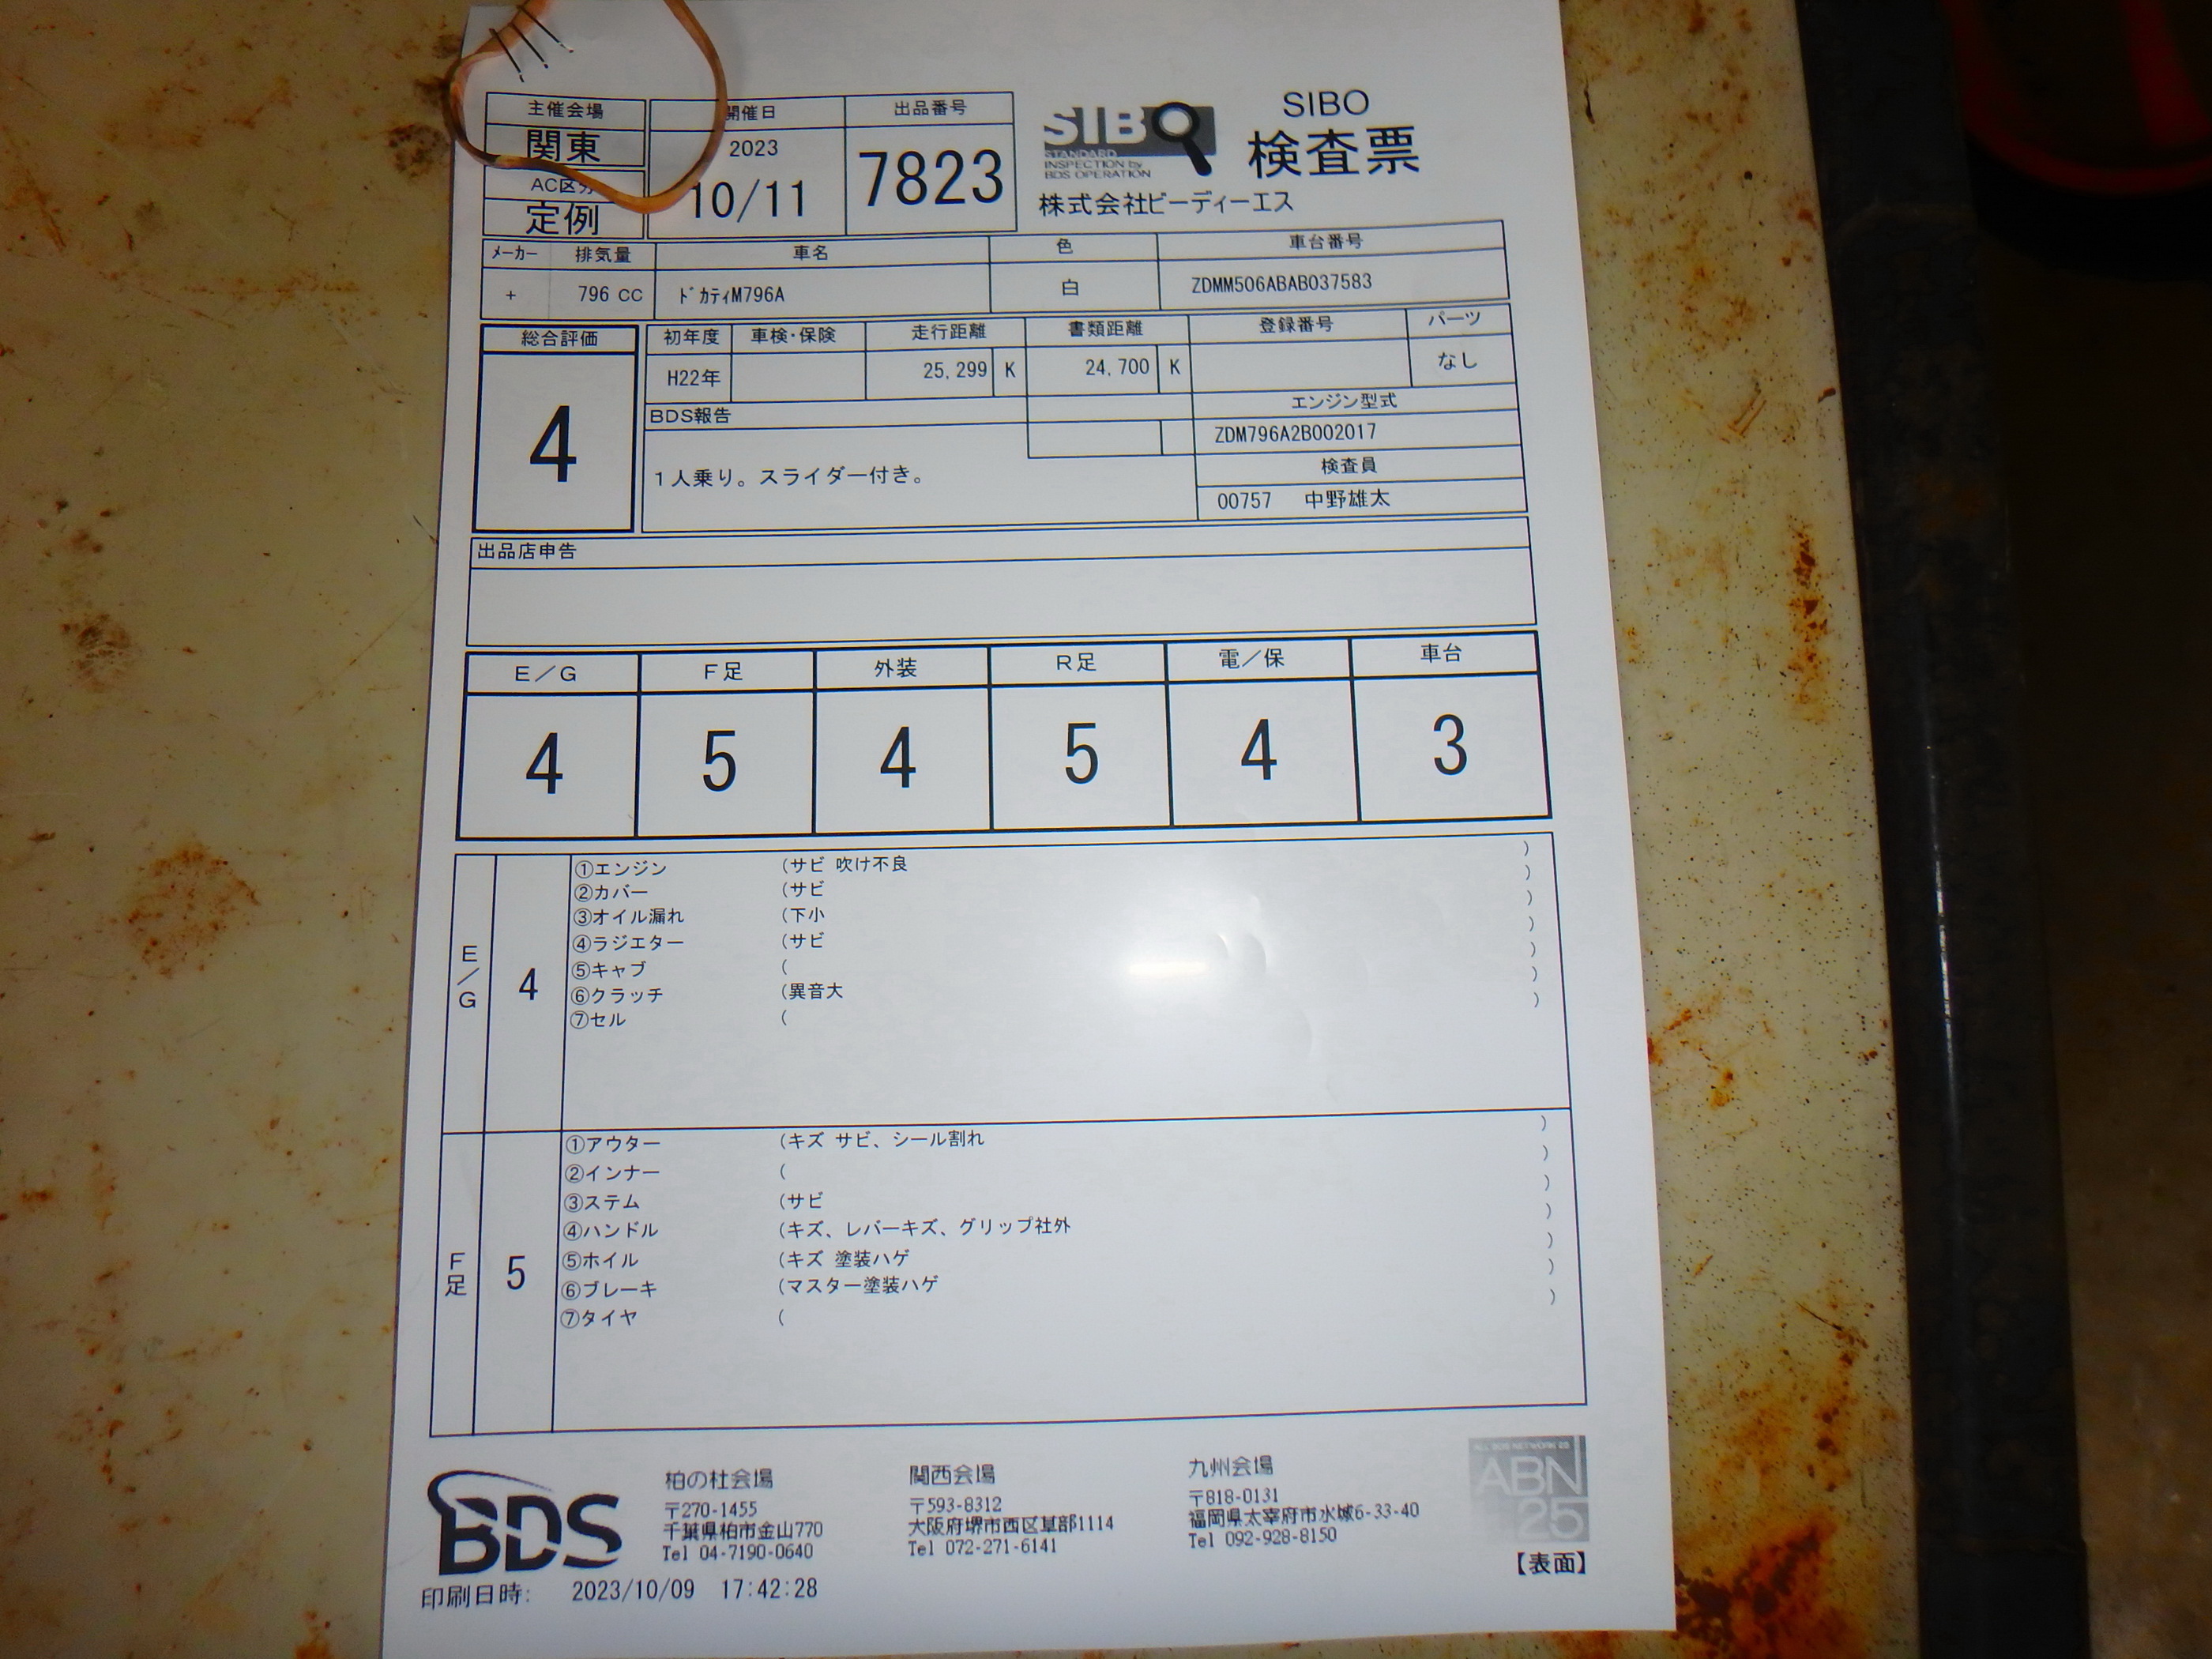 主催会場 開催日 出品番号
関東 2023 10/11 7823
AC区分
定例
SIBO
STANDARD
INSPECTION by
BDS OPERATION
SIBO
検査票
株式会社ビーディーエス
ﾒｰｶｰ 排気量 車名 色 車台番号
+ 796 CC ﾄﾞｶﾃｨM796A 白 ZDMM506ABAB037583
総合評価 初年度 車検・保険 走行距離 書類距離 登録番号 パーツ
4 H22年 25,299 K 24,700 K なし
BDS報告 エンジン型式
ZDM796A2B002017
1人乗り。スライダー付き。 検査員
00757 中野雄太
出品店申告
E/G F足 外装 R足 電/保 車台
4 5 4 5 4 3
E/G 4
①エンジン (サビ 吹け不良 )
②カバー (サビ )
③オイル漏れ (下小 )
④ラジエター (サビ )
⑤キャブ ( )
⑥クラッチ (異音大 )
⑦セル ( )
F足 5
①アウター (キズ サビ、シール割れ )
②インナー ( )
③ステム (サビ )
④ハンドル (キズ、レバーキズ、グリップ社外 )
⑤ホイル (キズ 塗装ハゲ )
⑥ブレーキ (マスター塗装ハゲ )
⑦タイヤ ( )
BDS
柏の杜会場
〒270-1455
千葉県柏市金山770
Tel 04-7190-0640
関西会場
〒593-8312
大阪府堺市西区草部1114
Tel 072-271-6141
九州会場
〒818-0131
福岡県太宰府市水城6-33-40
Tel 092-928-8150
ALL BDS NETWORK 25
ABN
25
【表面】
印刷日時: 2023/10/09 17:42:28